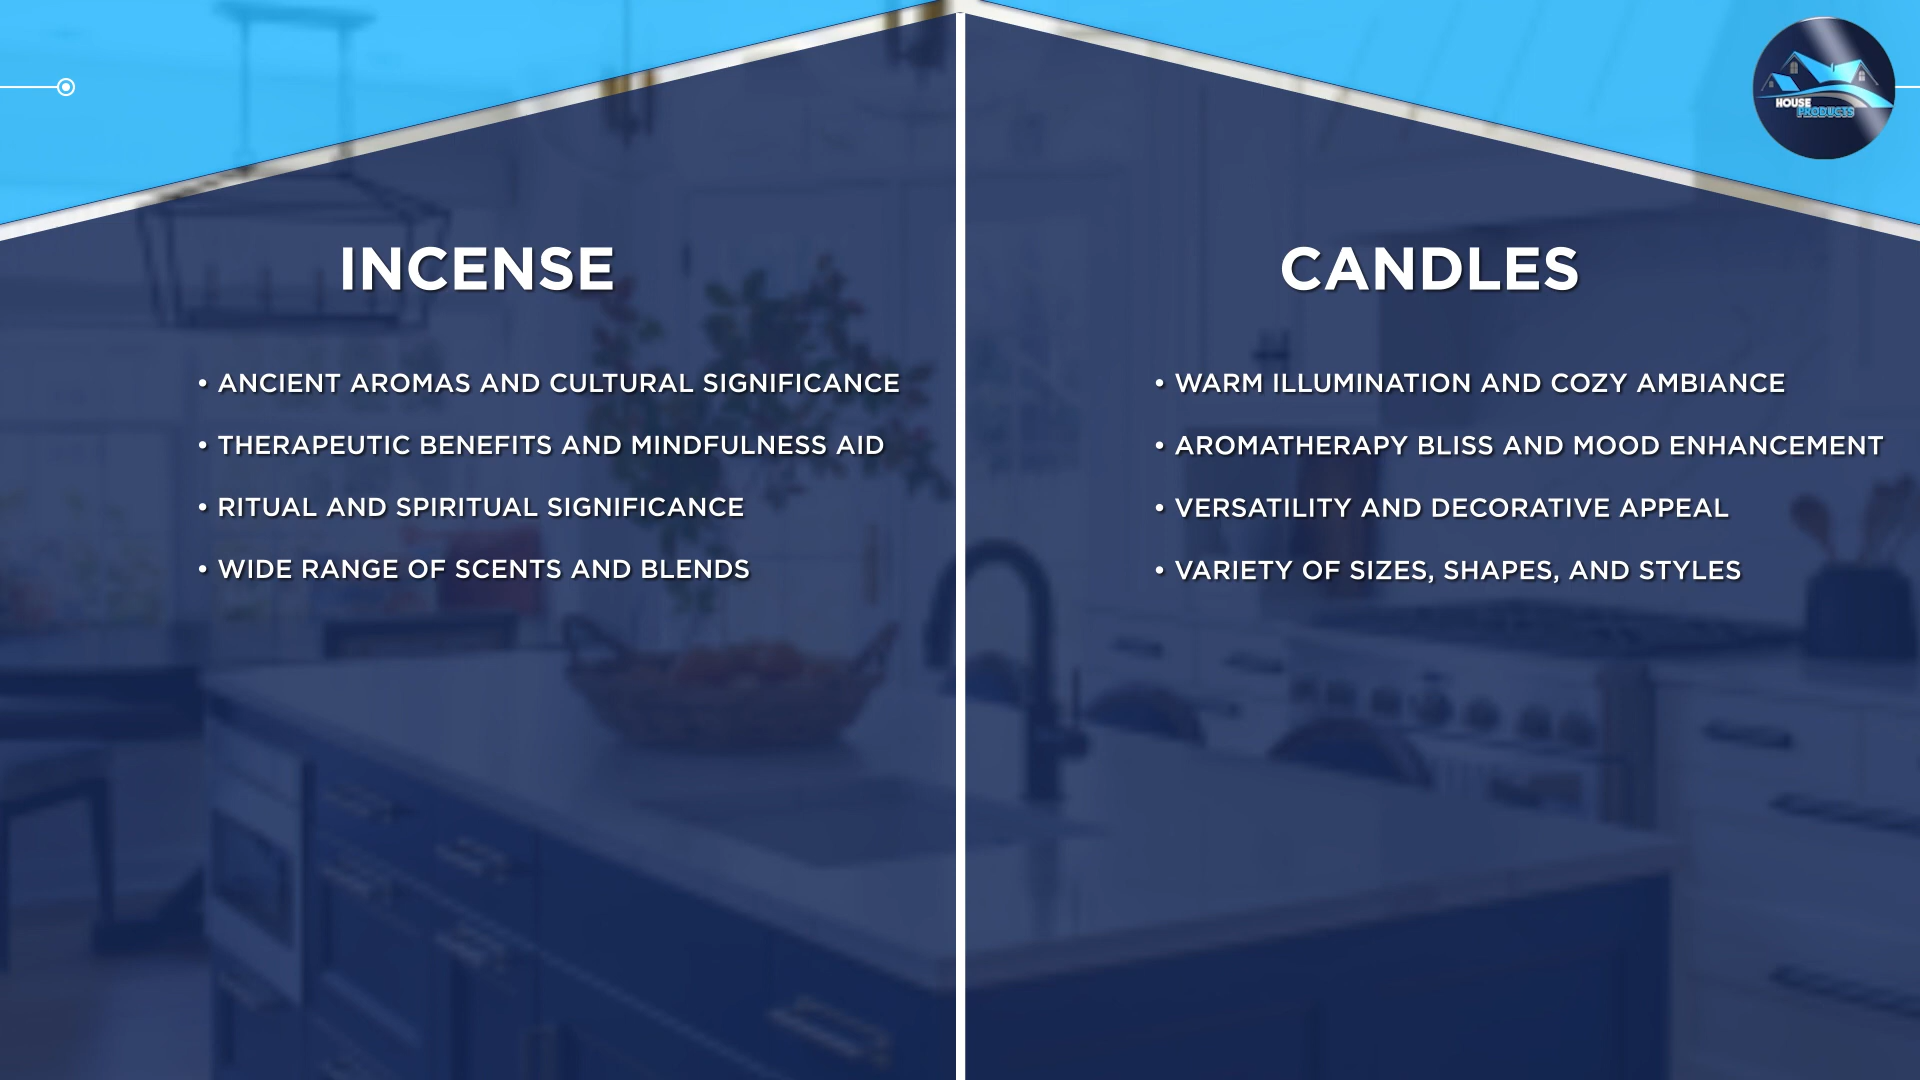 HOUSE
PRODUCTS
INCENSE
• ANCIENT AROMAS AND CULTURAL SIGNIFICANCE
• THERAPEUTIC BENEFITS AND MINDFULNESS AID
• RITUAL AND SPIRITUAL SIGNIFICANCE
• WIDE RANGE OF SCENTS AND BLENDS
CANDLES
• WARM ILLUMINATION AND COZY AMBIANCE
• AROMATHERAPY BLISS AND MOOD ENHANCEMENT
• VERSATILITY AND DECORATIVE APPEAL
• VARIETY OF SIZES, SHAPES, AND STYLES